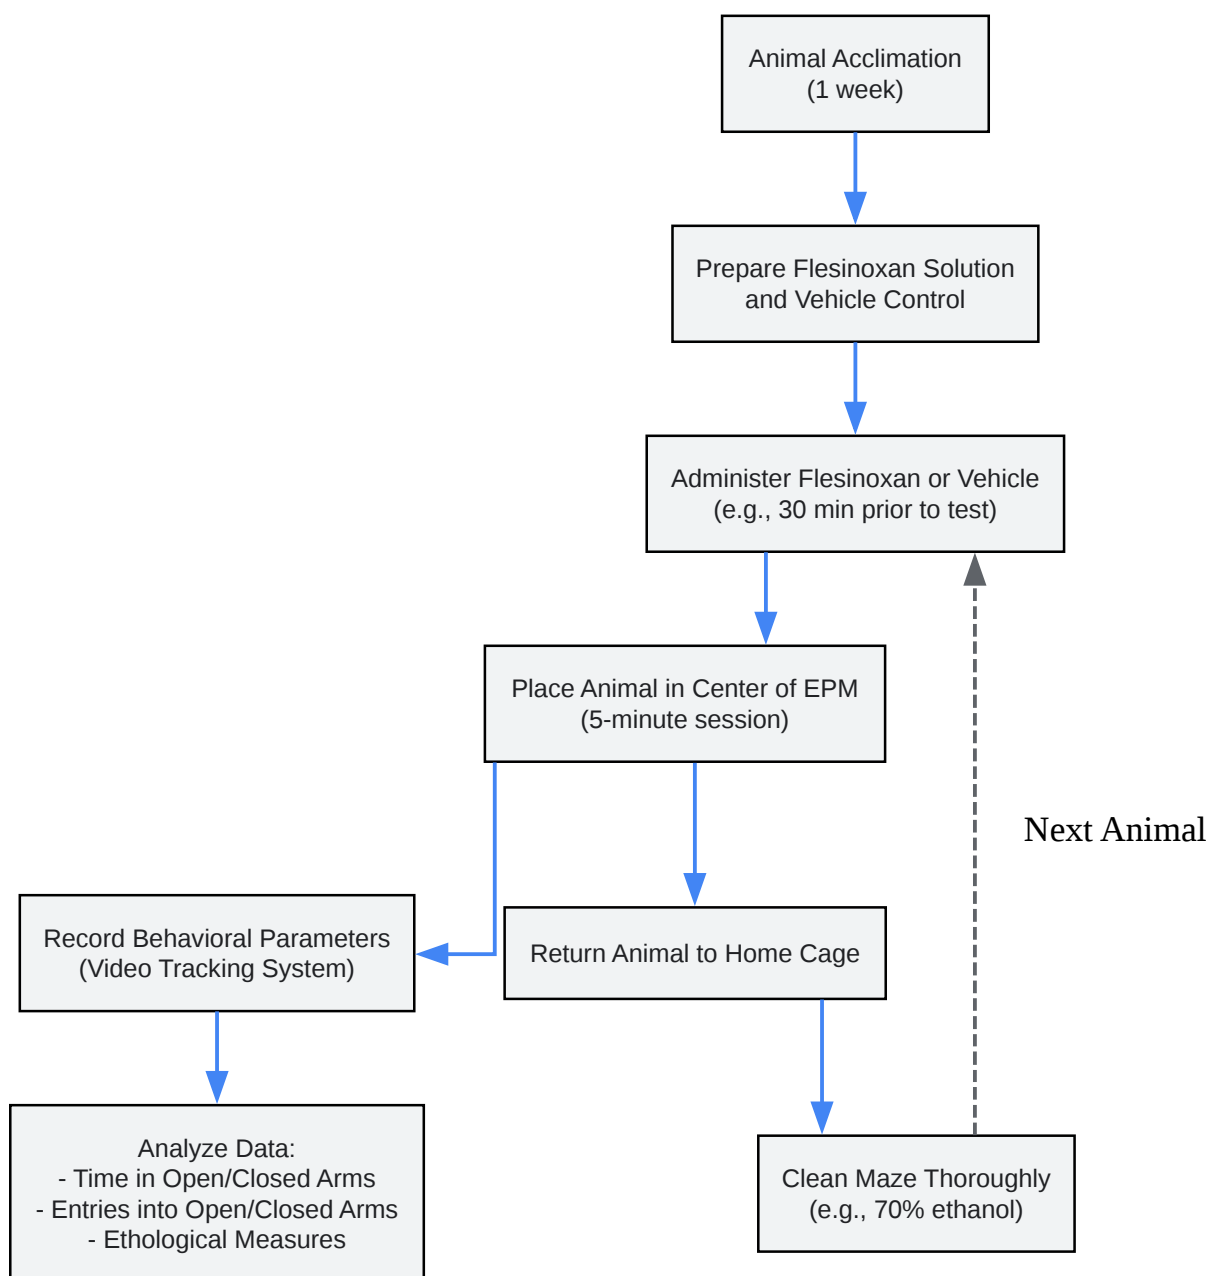 Animal Acclimation
(1 week)
Prepare Flesinoxan Solution
and Vehicle Control
Administer Flesinoxan or Vehicle
(e.g., 30 min prior to test)
Place Animal in Center of EPM
(5-minute session)
Next Animal
Record Behavioral Parameters
(Video Tracking System)
Return Animal to Home Cage
Analyze Data:
- Time in Open/Closed Arms
- Entries into Open/Closed Arms
- Ethological Measures
Clean Maze Thoroughly
(e.g., 70% ethanol)